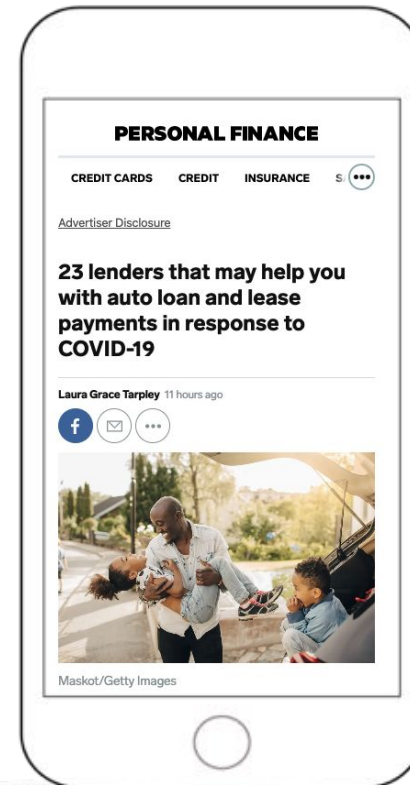 PERSONAL FINANCE
CREDIT CARDS CREDIT INSURANCE S
Advertiser Disclosure
23 lenders that may help you
with auto loan and lease
payments in response to
COVID-19
Laura Grace Tarpley 11 hours ago
f
Maskot/Getty Images